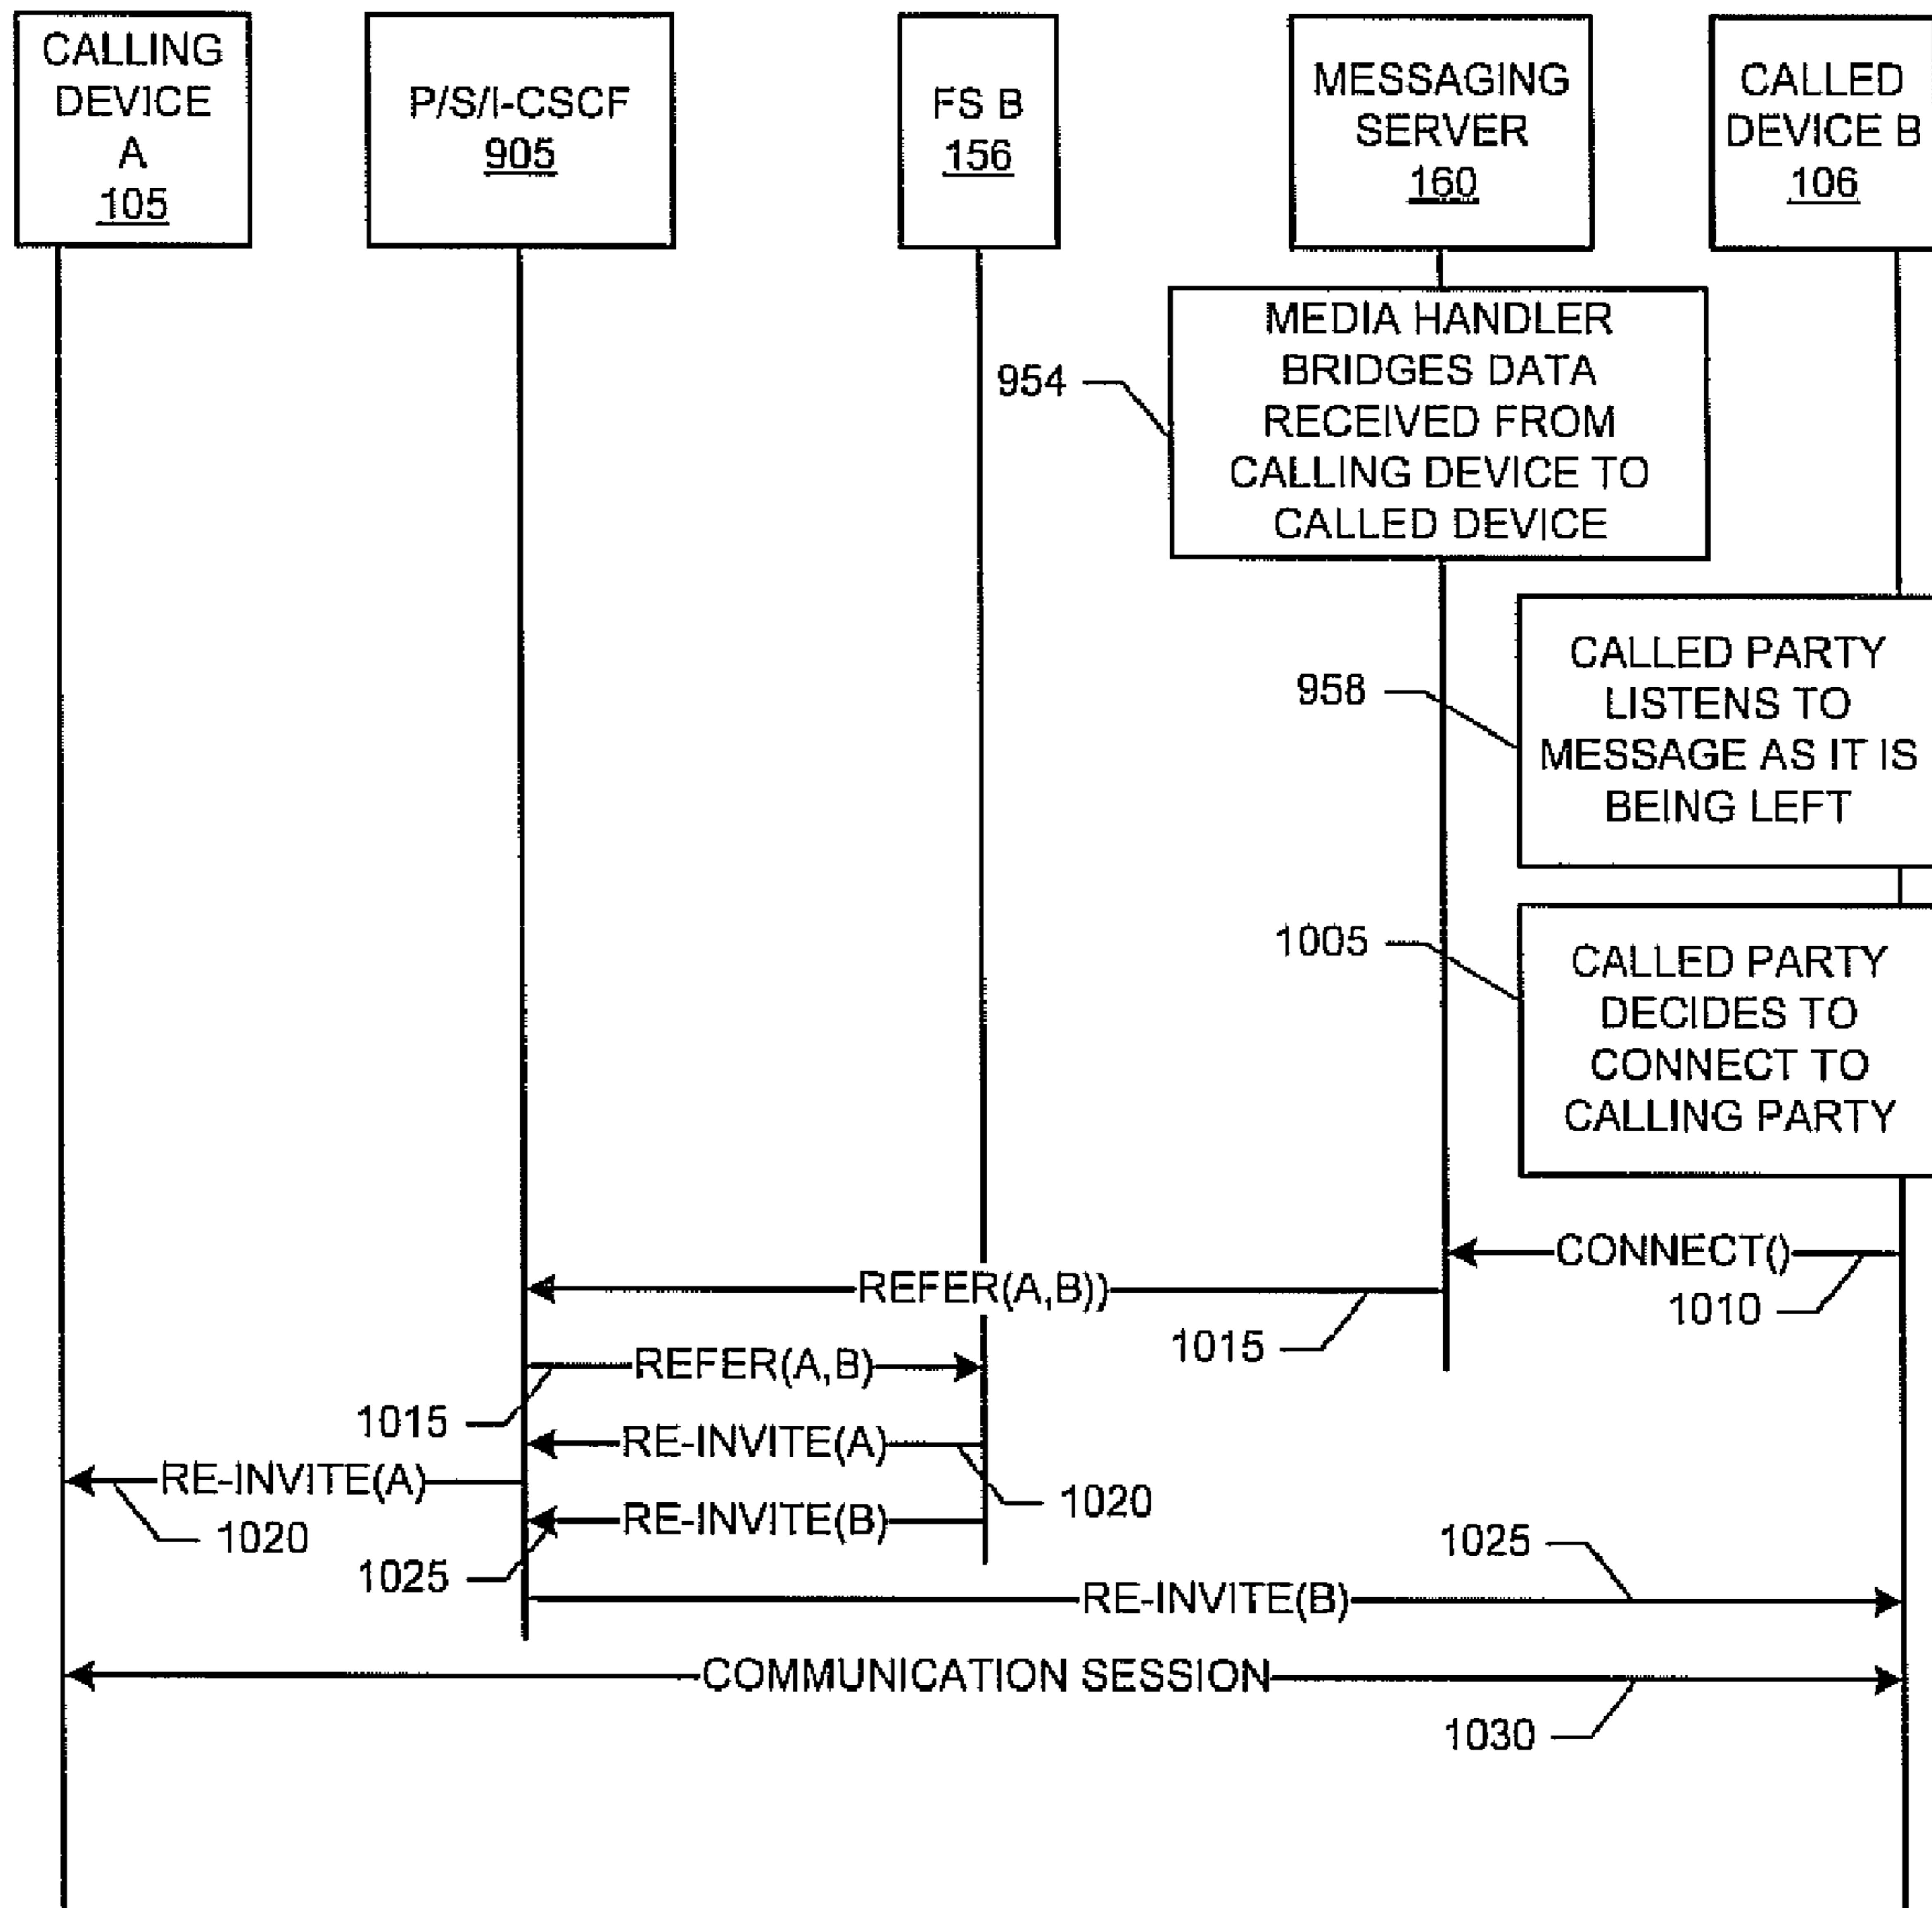 CALLING
DEVICE
A
105
P/S/I-CSCF
905
FS B
156
MESSAGING
SERVER
160
CALLED
DEVICE B
106
954
MEDIA HANDLER
BRIDGES DATA
RECEIVED FROM
CALLING DEVICE TO
CALLED DEVICE
958
CALLED PARTY
LISTENS TO
MESSAGE AS IT IS
BEING LEFT
1005
CALLED PARTY
DECIDES TO
CONNECT TO
CALLING PARTY
CONNECT()
1010
REFER(A,B))
1015
REFER(A,B)
1015
RE-INVITE(A)
1020
RE-INVITE(A)
1020
RE-INVITE(B)
1025
RE-INVITE(B)
1025
COMMUNICATION SESSION
1030